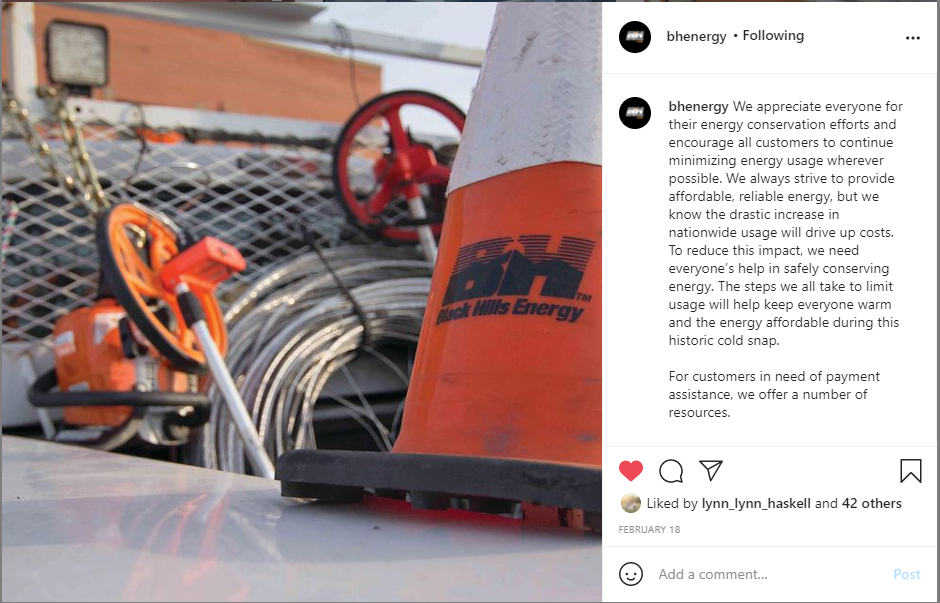 BH
TM
Black Hills Energy
bhenergy • Following
bhenergy We appreciate everyone for
their energy conservation efforts and
encourage all customers to continue
minimizing energy usage wherever
possible. We always strive to provide
affordable, reliable energy, but we
know the drastic increase in
nationwide usage will drive up costs.
To reduce this impact, we need
everyone's help in safely conserving
energy. The steps we all take to limit
usage will help keep everyone warm
and the energy affordable during this
historic cold snap.
For customers in need of payment
assistance, we offer a number of
resources.
Liked by lynn_lynn_haskell and 42 others
FEBRUARY 18
Add a comment...
Post